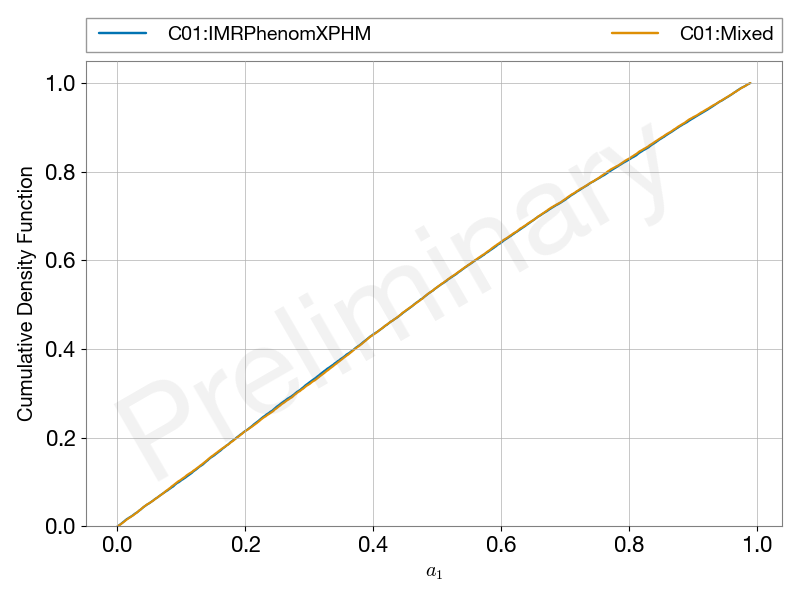 C01:IMRPhenomXPHM C01:Mixed
Cumulative Density Function
1.0
0.8
0.6
0.4
0.2
0.0
Preliminary
0.0 0.2 0.4 0.6 0.8 1.0
a₁